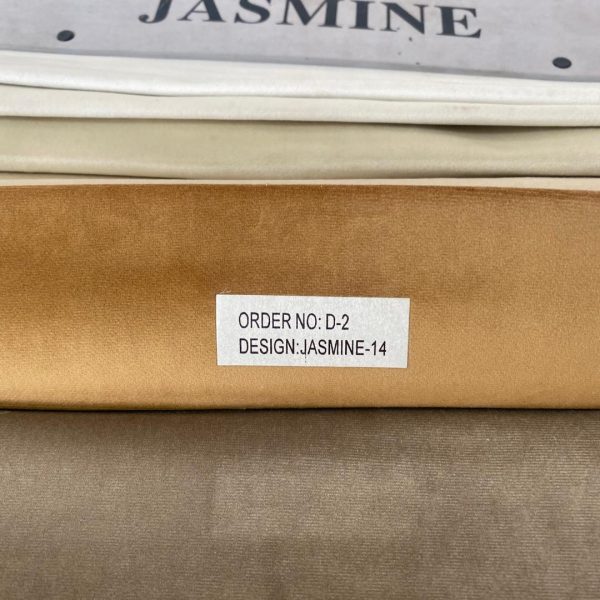 JASMINE
ORDER NO: D-2
DESIGN:JASMINE-14